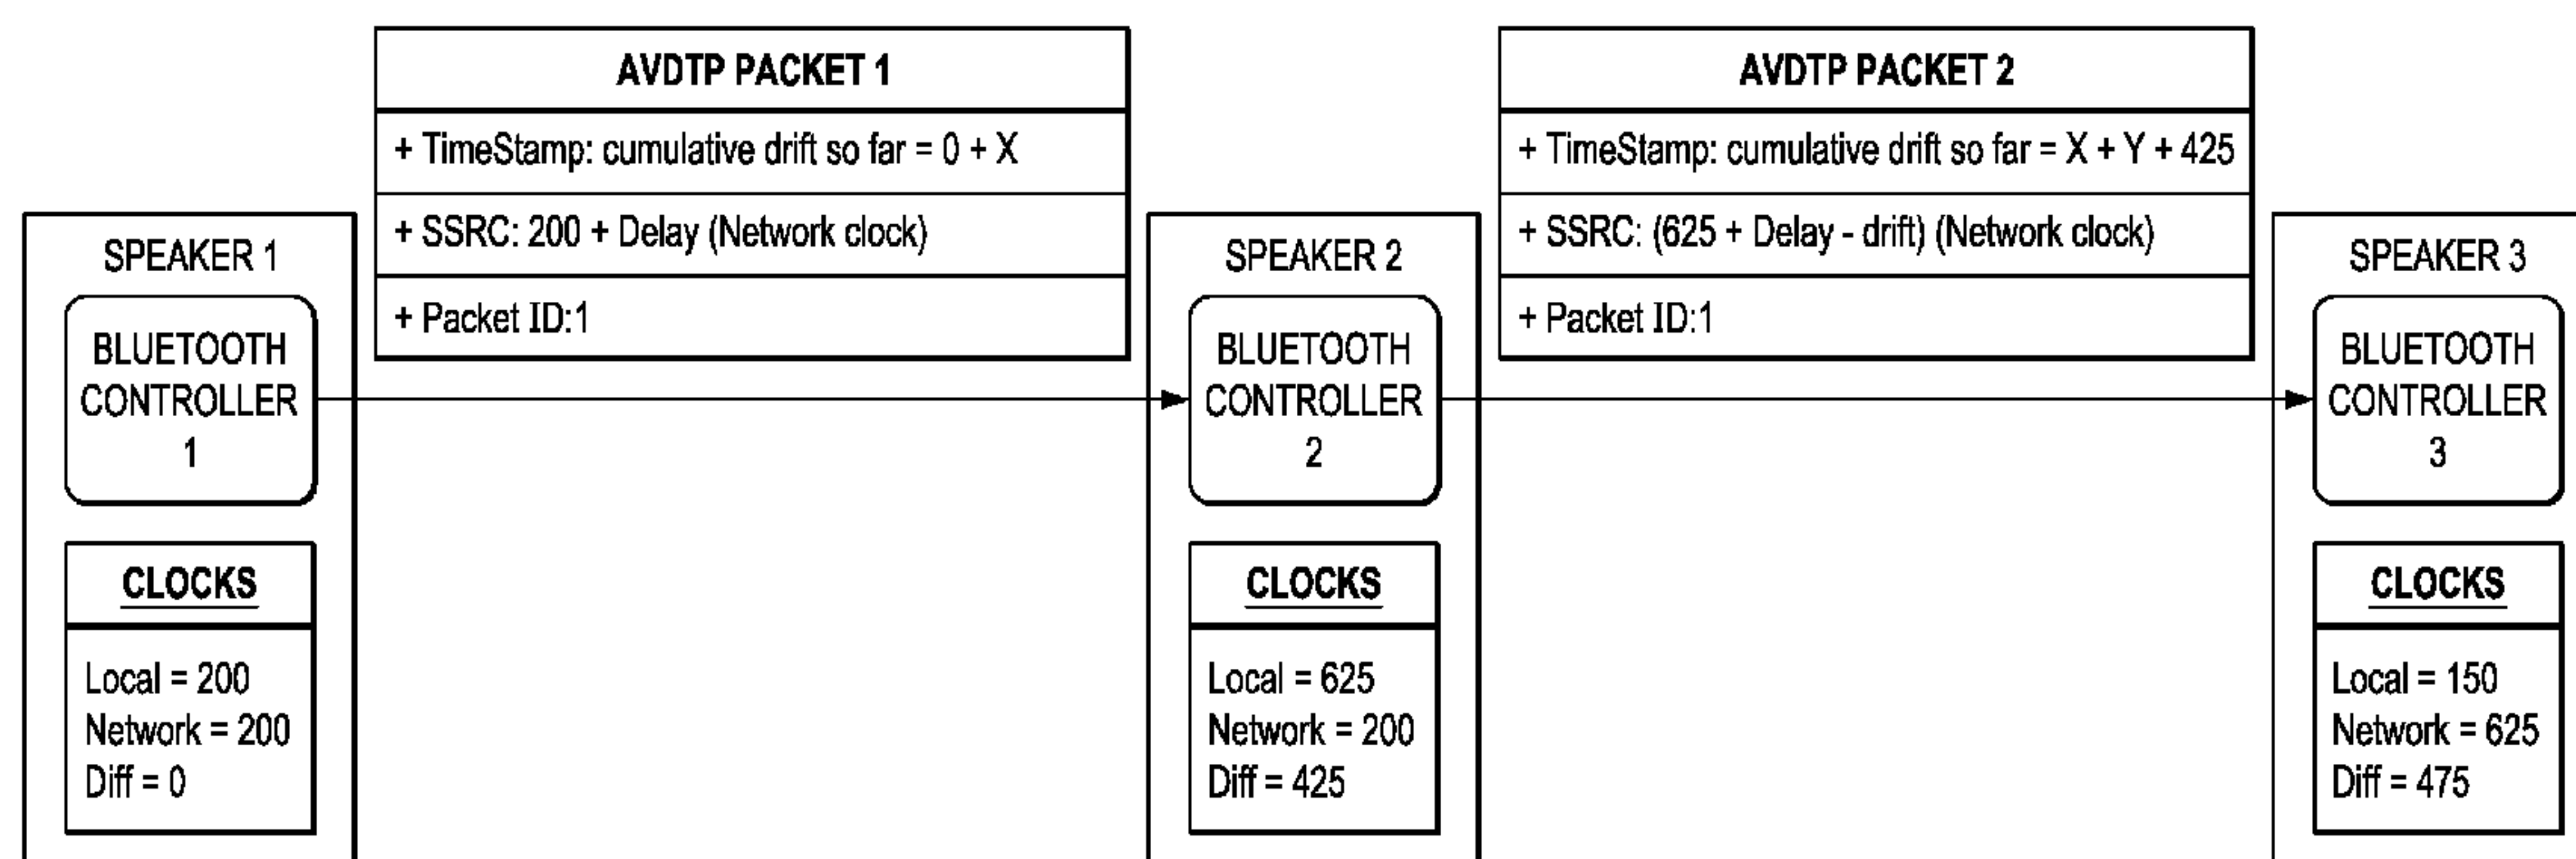 AVDTP PACKET 1
+ TimeStamp: cumulative drift so far = 0 + X
+ SSRC: 200 + Delay (Network clock)
+ Packet ID:1
AVDTP PACKET 2
+ TimeStamp: cumulative drift so far = X + Y + 425
+ SSRC: (625 + Delay - drift) (Network clock)
+ Packet ID:1
SPEAKER 1
BLUETOOTH
CONTROLLER
1
CLOCKS
Local = 200
Network = 200
Diff = 0
SPEAKER 2
BLUETOOTH
CONTROLLER
2
CLOCKS
Local = 625
Network = 200
Diff = 425
SPEAKER 3
BLUETOOTH
CONTROLLER
3
CLOCKS
Local = 150
Network = 625
Diff = 475